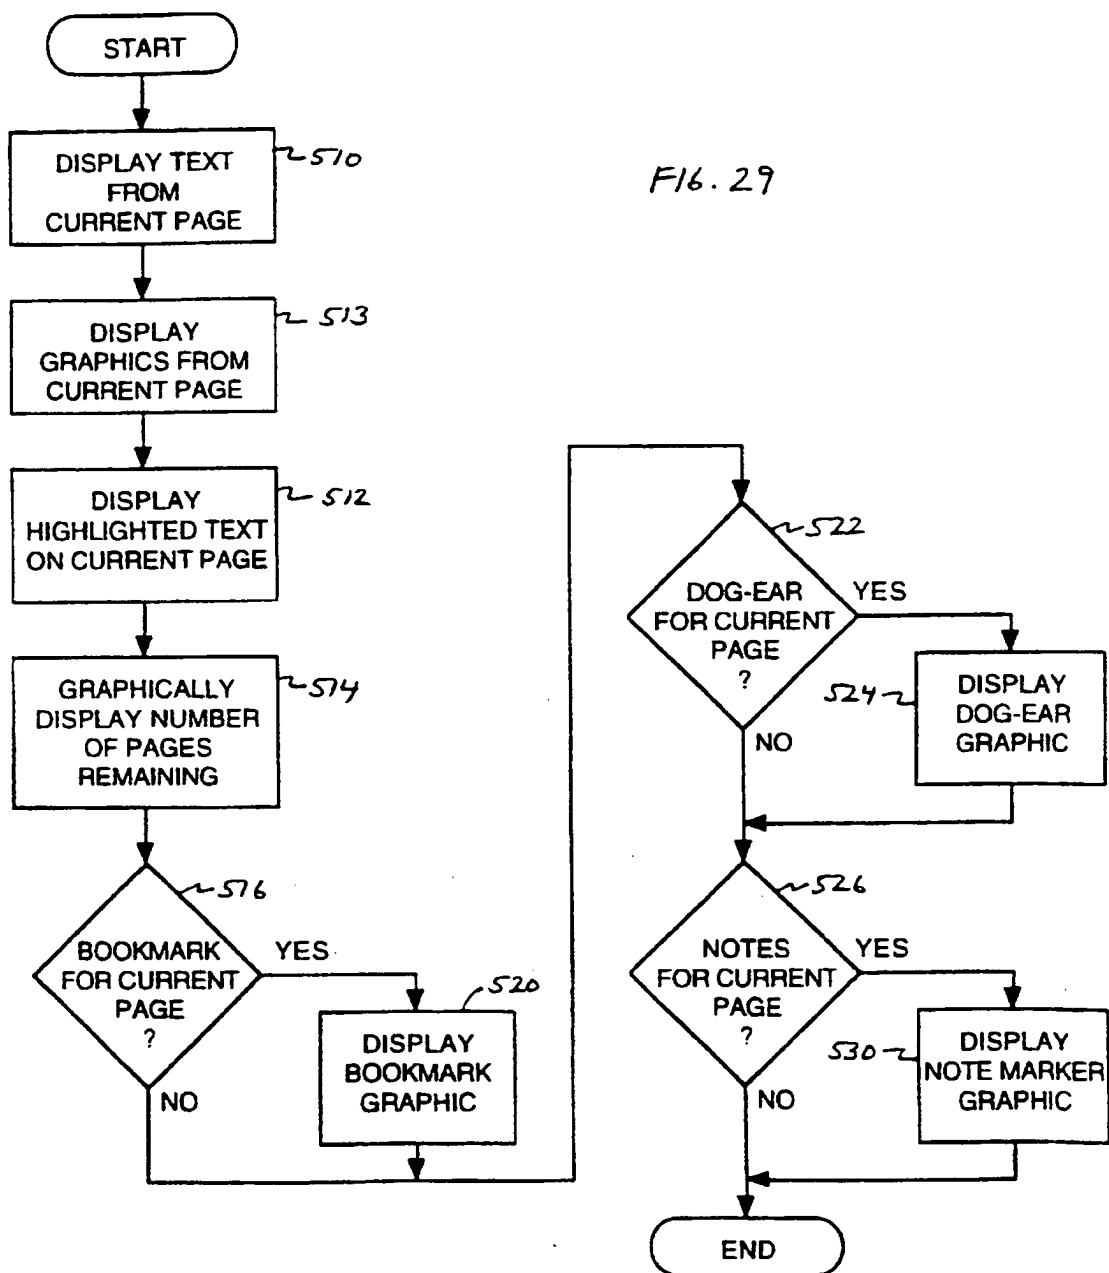 START
DISPLAY TEXT
FROM
CURRENT PAGE
510
FIG. 29
DISPLAY
GRAPHICS FROM
CURRENT PAGE
513
DISPLAY
HIGHLIGHTED TEXT
ON CURRENT PAGE
512
GRAPHICALLY
DISPLAY NUMBER
OF PAGES
REMAINING
514
BOOKMARK
FOR CURRENT
PAGE
?
516
YES
NO
DISPLAY
BOOKMARK
GRAPHIC
520
DOG-EAR
FOR CURRENT
PAGE
?
522
YES
NO
DISPLAY
DOG-EAR
GRAPHIC
524
NOTES
FOR CURRENT
PAGE
?
526
YES
NO
DISPLAY
NOTE MARKER
GRAPHIC
530
END